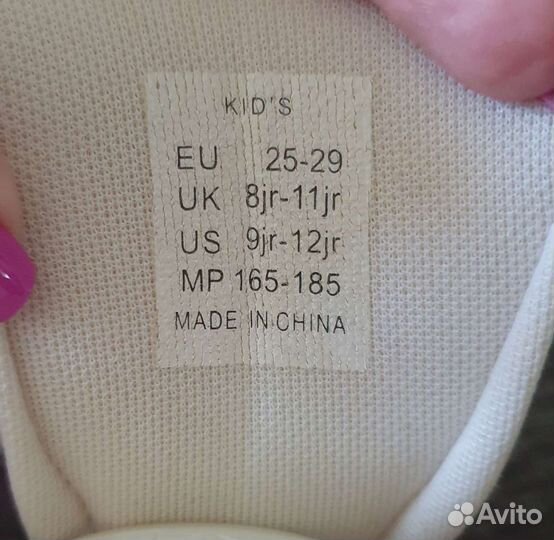 KID'S
EU 25-29
UK 8jr-11jr
US 9jr-12jr
MP 165-185
MADE IN CHINA
Avito